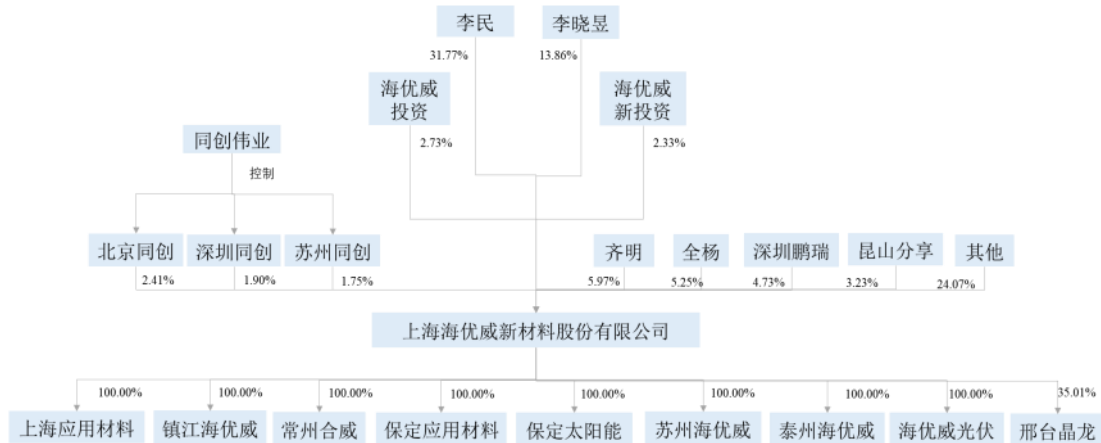 李民
李晓昱
31.77%
13.86%
海优威
投资
海优威
新投资
2.73%
2.33%
同创伟业
控制
北京同创
深圳同创
苏州同创
齐明
全杨
深圳鹏瑞
昆山分享
其他
2.41%
1.90%
1.75%
5.97%
5.25%
4.73%
3.23%
24.07%
上海海优威新材料股份有限公司
100.00%
100.00%
100.00%
100.00%
100.00%
100.00%
100.00%
100.00%
35.01%
上海应用材料
镇江海优威
常州合威
保定应用材料
保定太阳能
苏州海优威
泰州海优威
海优威光伏
邢台晶龙